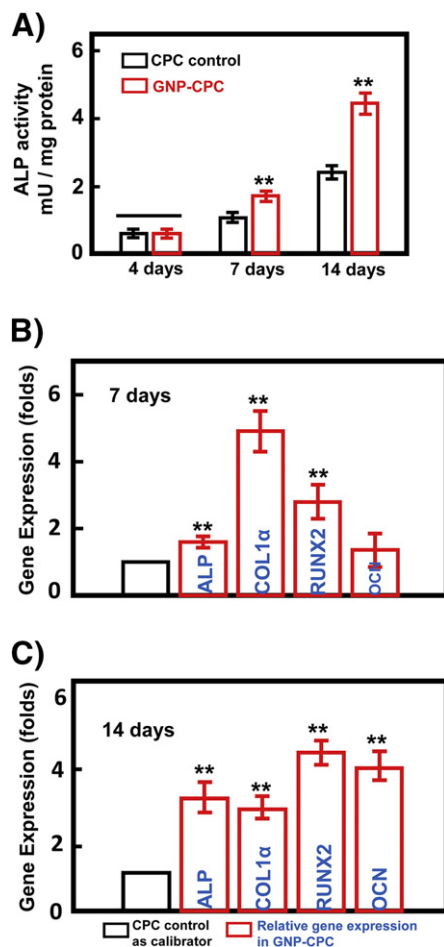 A)
ALP activity
mU / mg protein
6
4
2
0
CPC control
GNP-CPC
**
**
4 days
7 days
14 days
B)
Gene Expression (folds)
6
4
2
0
7 days
**
**
**
ALP
COL1α
RUNX2
OCN
C)
Gene Expression (folds)
6
4
2
0
14 days
**
**
**
**
ALP
COL1α
RUNX2
OCN
CPC control
as calibrator
Relative gene expression
in GNP-CPC